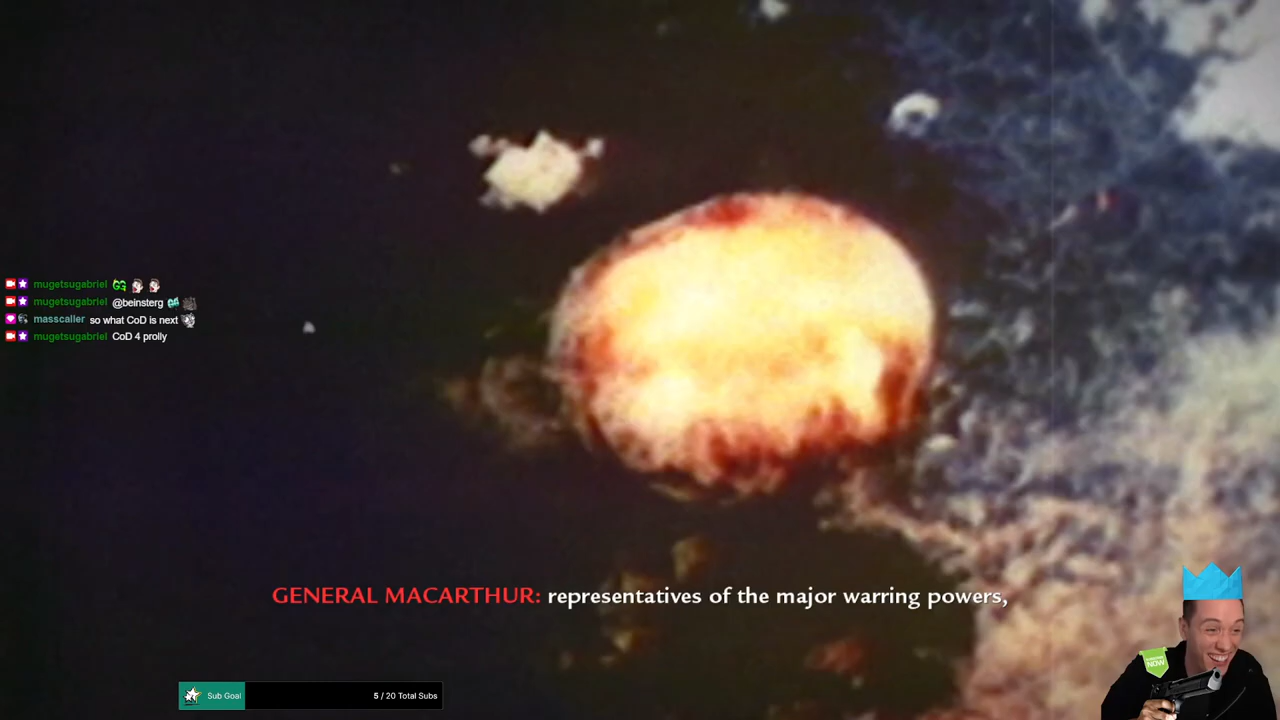 mugetsugabriel
mugetsugabriel @beinsterg
masscaller so what CoD is next
mugetsugabriel CoD 4 prolly
GENERAL MACARTHUR: representatives of the major warring powers,
Sub Goal 5 / 20 Total Subs
NOW